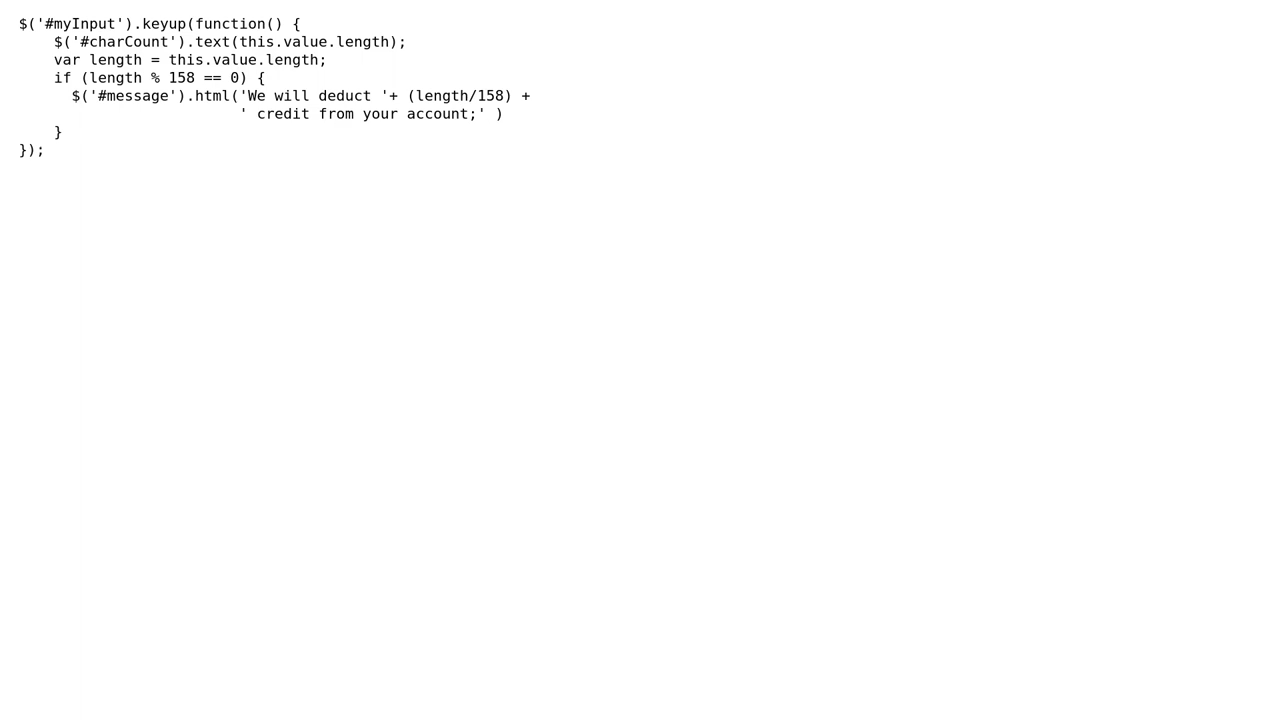 $('#myInput').keyup(function() {
    $('#charCount').text(this.value.length);
    var length = this.value.length;
    if (length % 158 == 0) {
      $('#message').html('We will deduct '+ (length/158) +
                         ' credit from your account;' )
    }
});